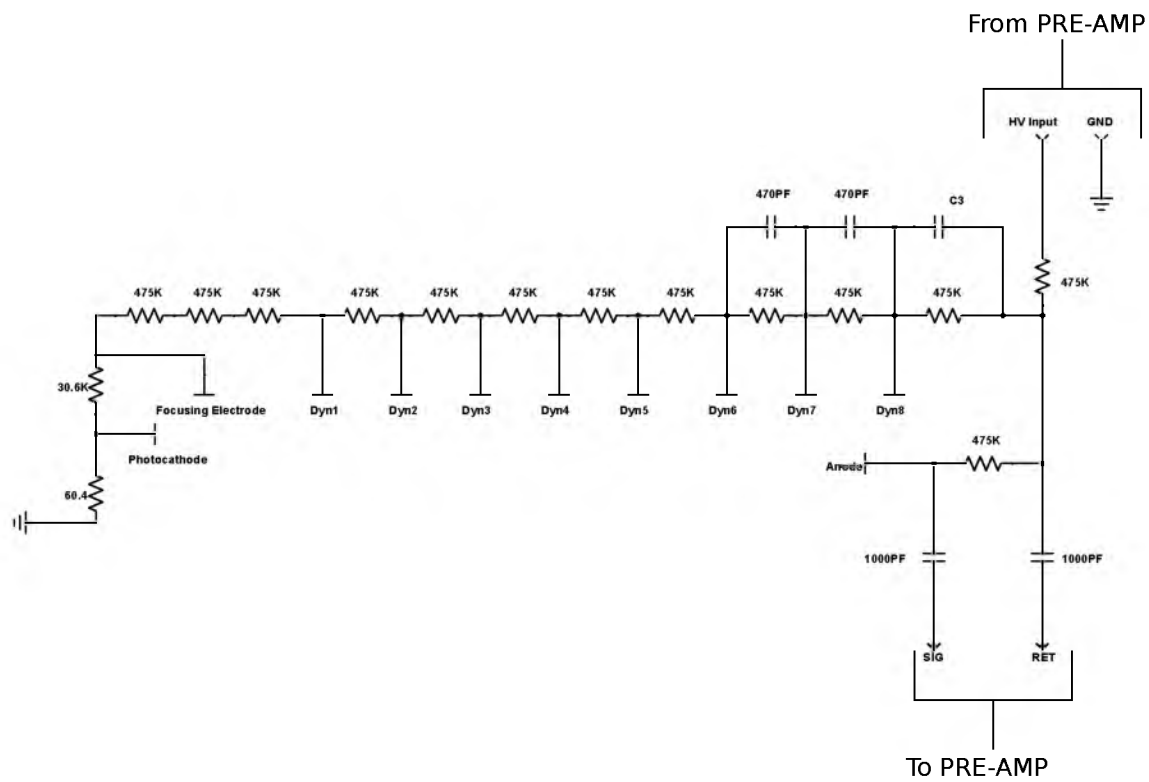 From PRE-AMP
HV Input
GND
470PF
470PF
C3
475K
475K
475K
475K
475K
475K
475K
475K
475K
475K
475K
475K
30.6K
Focusing Electrode
Dyn1
Dyn2
Dyn3
Dyn4
Dyn5
Dyn6
Dyn7
Dyn8
Photocathode
475K
Anode
60.4
1000PF
1000PF
SIG
RET
To PRE-AMP